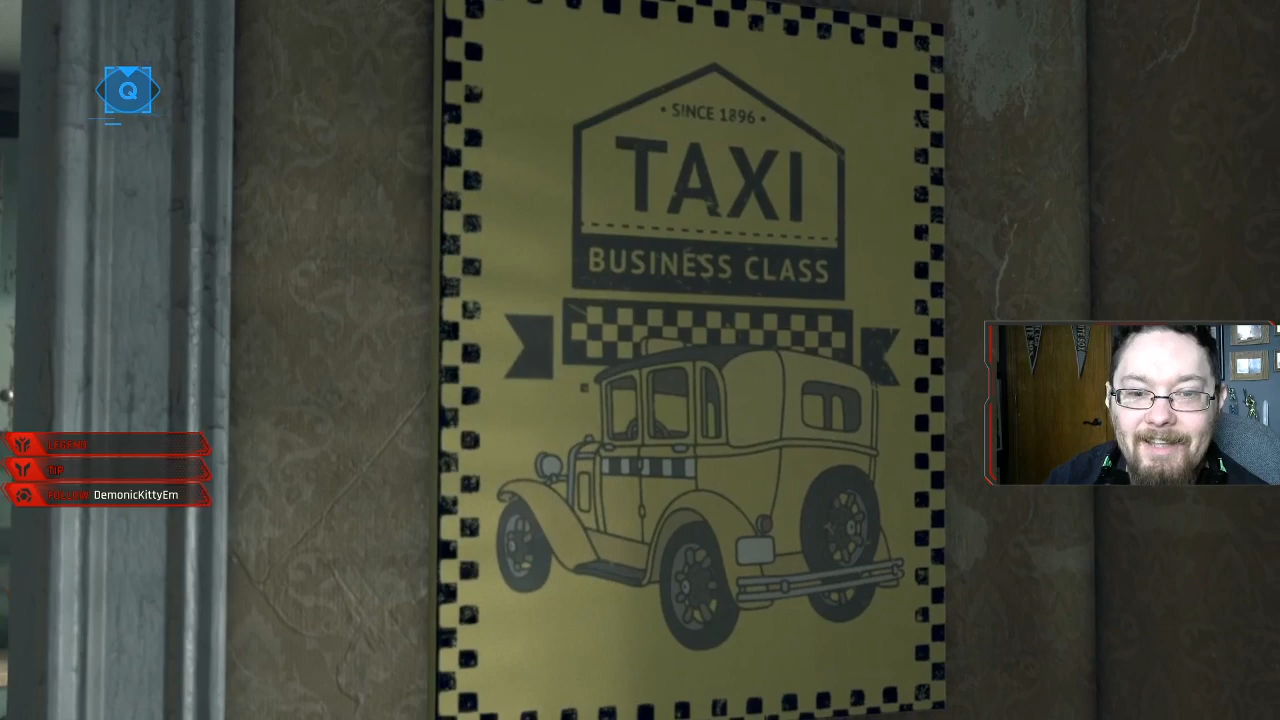 Q
• SINCE 1896 •
TAXI
BUSINESS CLASS
LEGEND
TIP
FOLLOW DemonicKittyEm